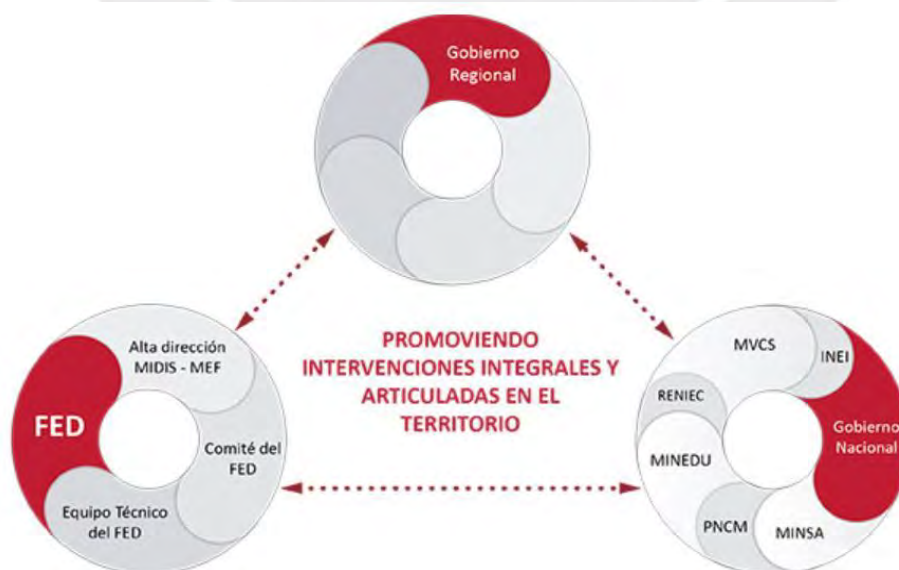 Gobierno
Regional
PROMOVIENDO
INTERVENCIONES INTEGRALES Y
ARTICULADAS EN EL
TERRITORIO
Alta dirección
MIDIS - MEF
FED
Comité del
FED
Equipo Técnico
del FED
MVCS
INEI
RENIEC
Gobierno
Nacional
MINEDU
PNCM
MINSA